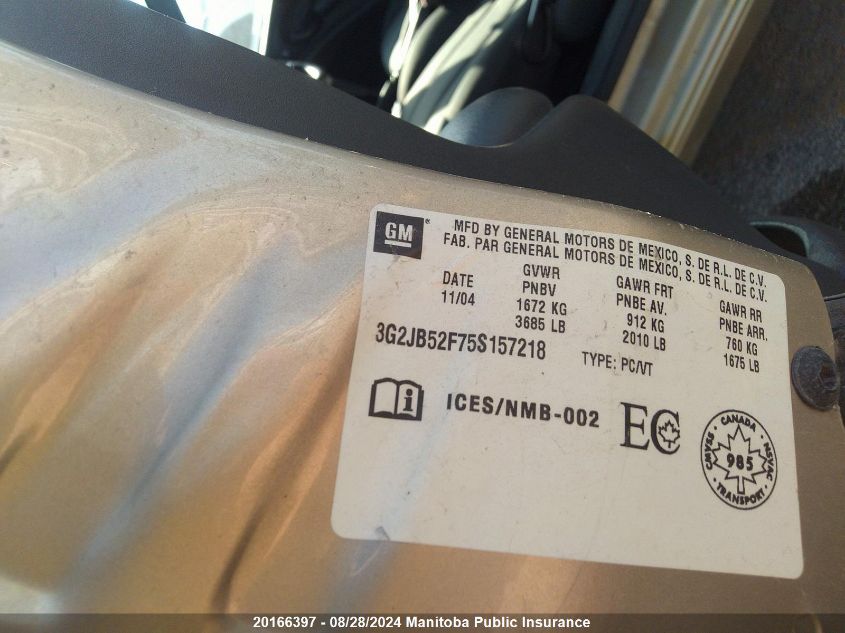 GM
MFD BY GENERAL MOTORS DE MEXICO, S. DE R.L. DE C.V.
FAB. PAR GENERAL MOTORS DE MEXICO, S. DE R.L. DE C.V.
DATE GVWR GAWR FRT GAWR RR
11/04 PNBV PNBE AV. PNBE ARR.
1672 KG 912 KG 760 KG
3685 LB 2010 LB 1675 LB
3G2JB52F75S157218 TYPE: PC/VT
i ICES/NMB-002 EC
CANADA
CMVSS 985 NSVAC
TRANSPORT
20166397 - 08/28/2024 Manitoba Public Insurance